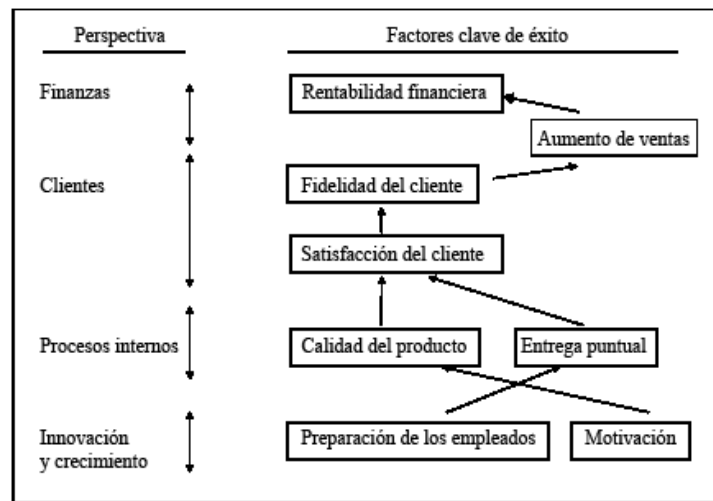 Perspectiva
Factores clave de éxito
Finanzas
Rentabilidad financiera
Aumento de ventas
Clientes
Fidelidad del cliente
Satisfacción del cliente
Procesos internos
Calidad del producto
Entrega puntual
Innovación
y crecimiento
Preparación de los empleados
Motivación